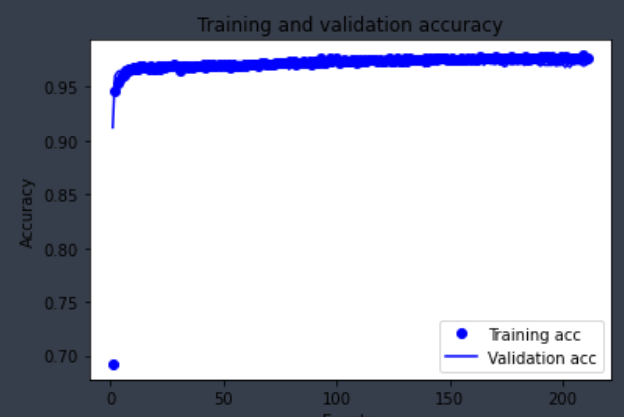 Training and validation accuracy
Accuracy
0.95
0.90
0.85
0.80
0.75
0.70
Training acc
Validation acc
0 50 100 150 200